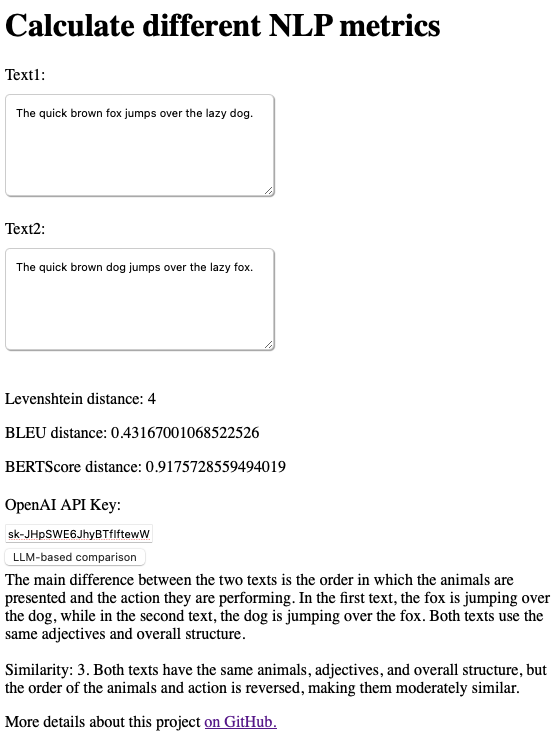 Calculate different NLP metrics
Text1:
The quick brown fox jumps over the lazy dog.
Text2:
The quick brown dog jumps over the lazy fox.
Levenshtein distance: 4
BLEU distance: 0.43167001068522526
BERTScore distance: 0.9175728559494019
OpenAI API Key:
sk-JHpSWE6JhyBTfIftewW
LLM-based comparison
The main difference between the two texts is the order in which the animals are
presented and the action they are performing. In the first text, the fox is jumping over
the dog, while in the second text, the dog is jumping over the fox. Both texts use the
same adjectives and overall structure.
Similarity: 3. Both texts have the same animals, adjectives, and overall structure, but
the order of the animals and action is reversed, making them moderately similar.
More details about this project on GitHub.